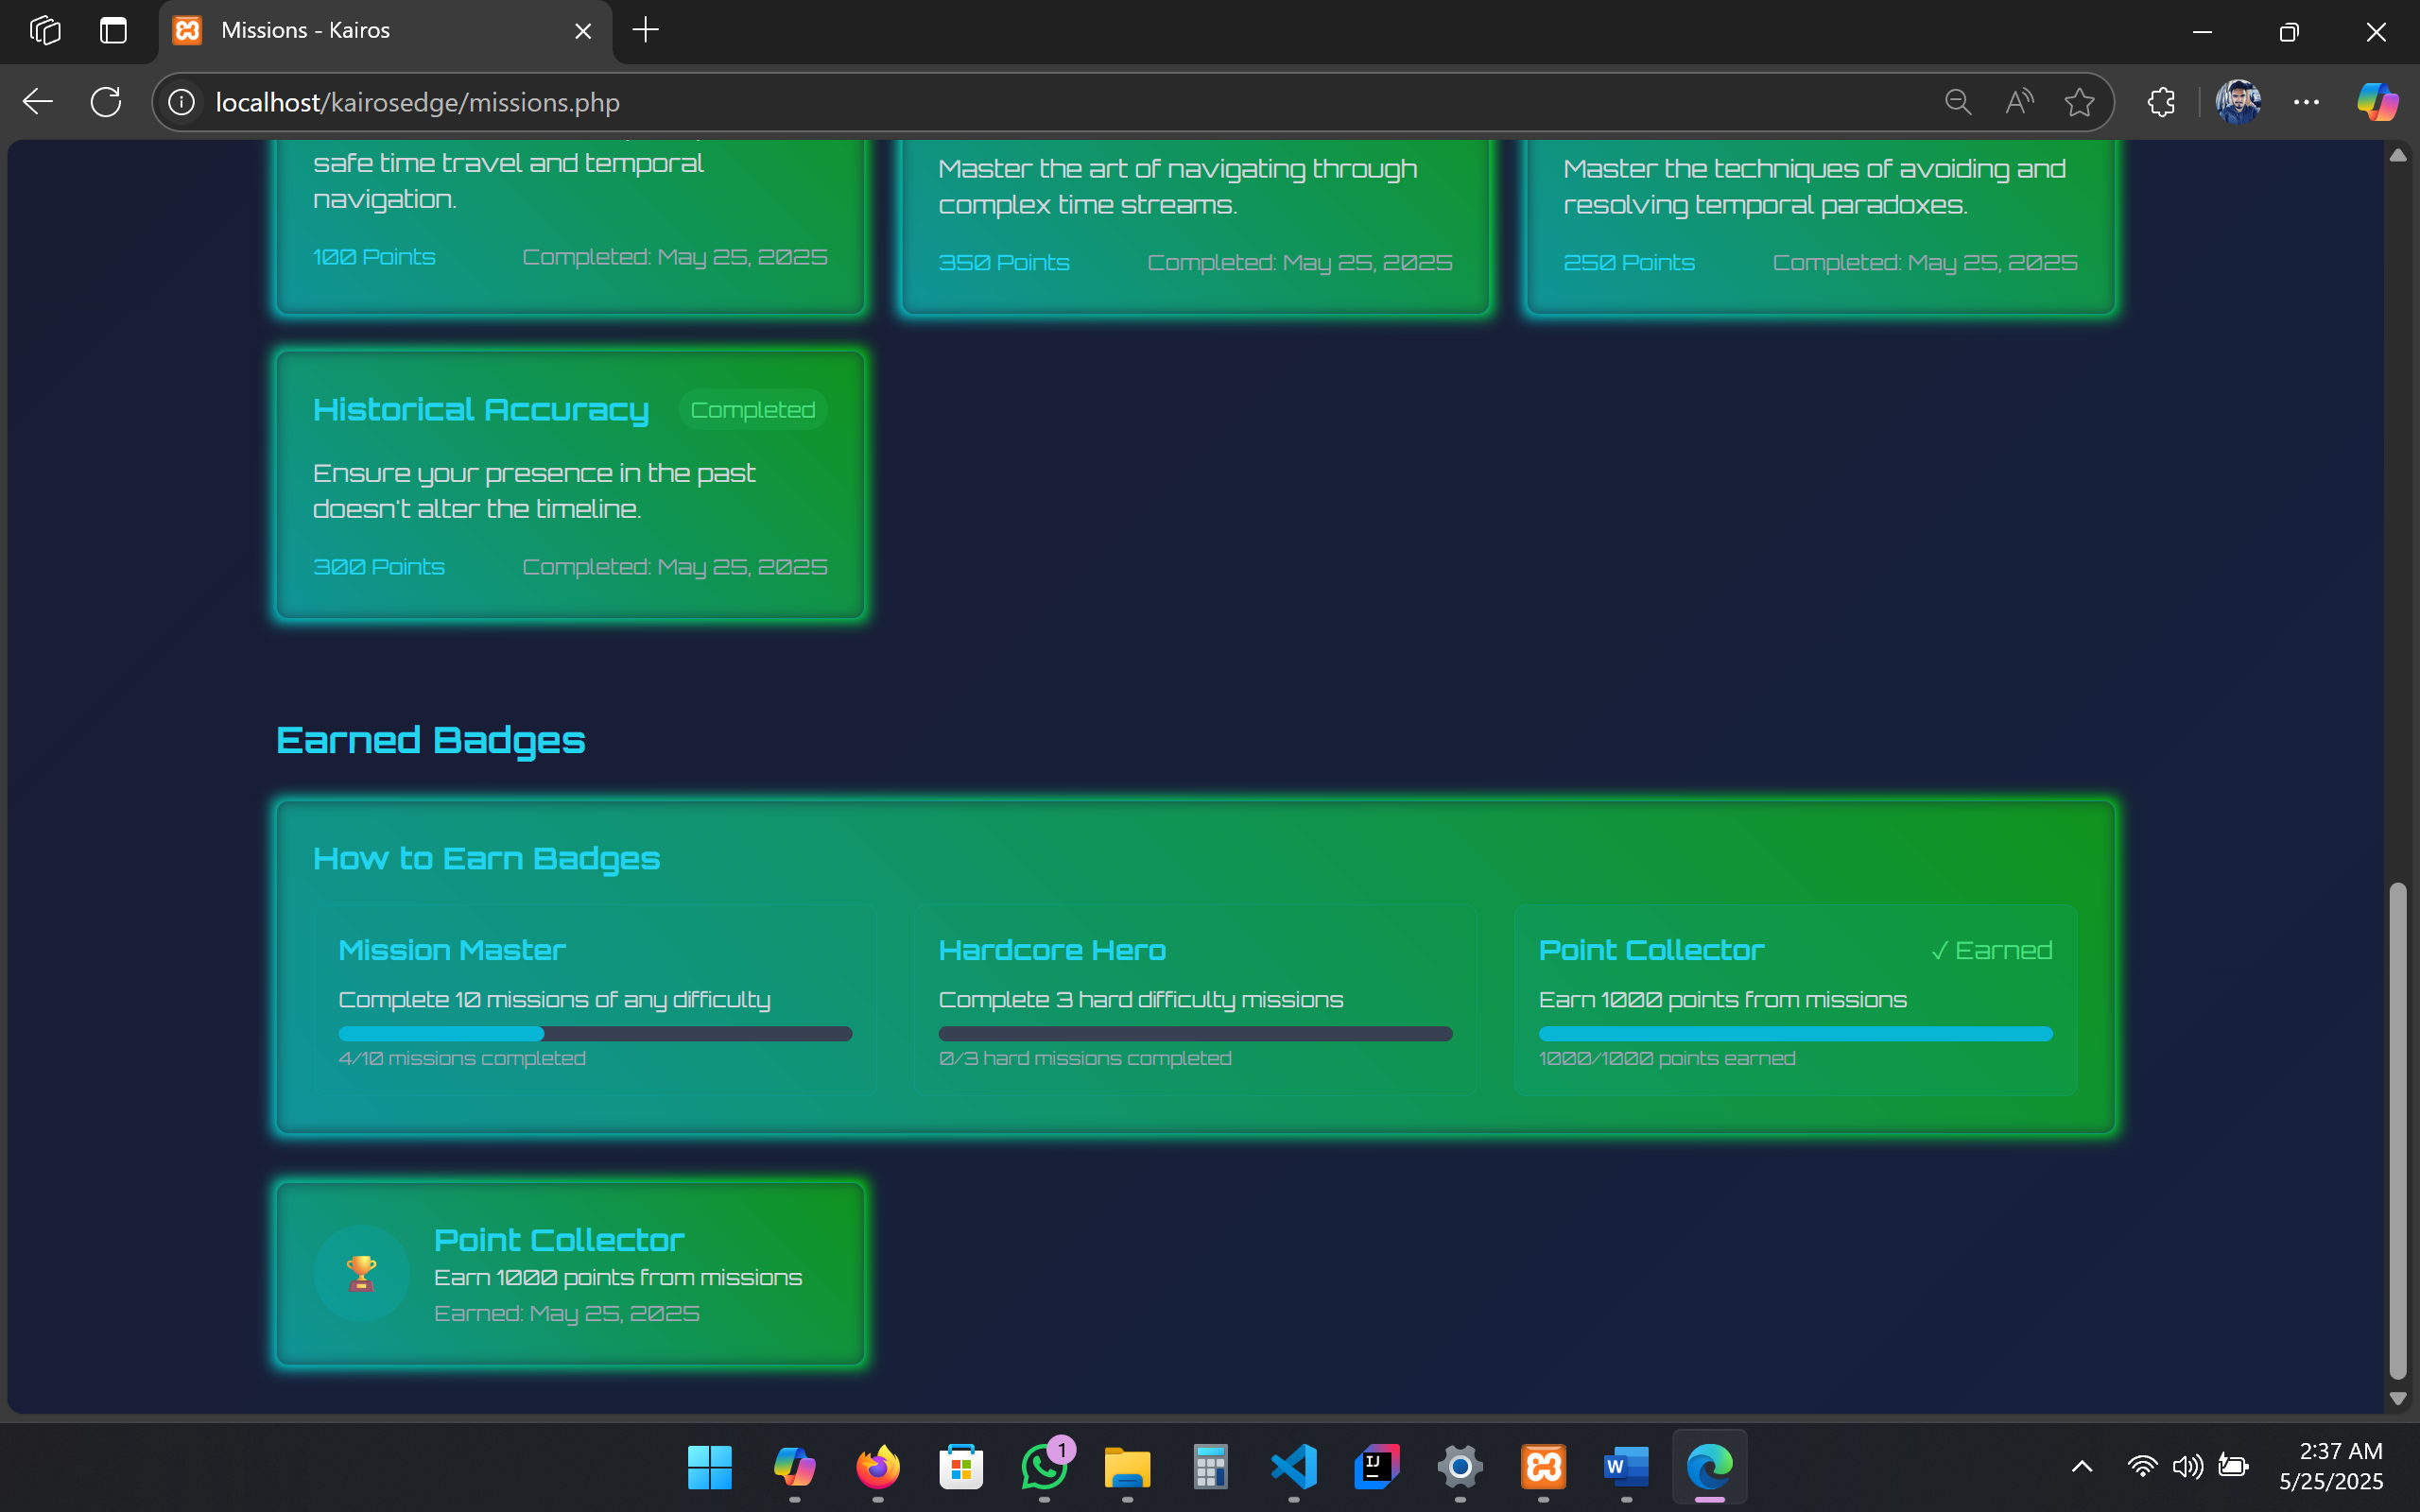 Missions - Kairos
localhost/kairosedge/missions.php
safe time travel and temporal
navigation.
100 Points
Completed: May 25, 2025
Master the art of navigating through
complex time streams.
350 Points
Completed: May 25, 2025
Master the techniques of avoiding and
resolving temporal paradoxes.
250 Points
Completed: May 25, 2025
Historical Accuracy
Completed
Ensure your presence in the past
doesn't alter the timeline.
300 Points
Completed: May 25, 2025
Earned Badges
How to Earn Badges
Mission Master
Complete 10 missions of any difficulty
4/10 missions completed
Hardcore Hero
Complete 3 hard difficulty missions
0/3 hard missions completed
Point Collector
✓ Earned
Earn 1000 points from missions
1000/1000 points earned
Point Collector
Earn 1000 points from missions
Earned: May 25, 2025
1
IJ
W
2:37 AM
5/25/2025